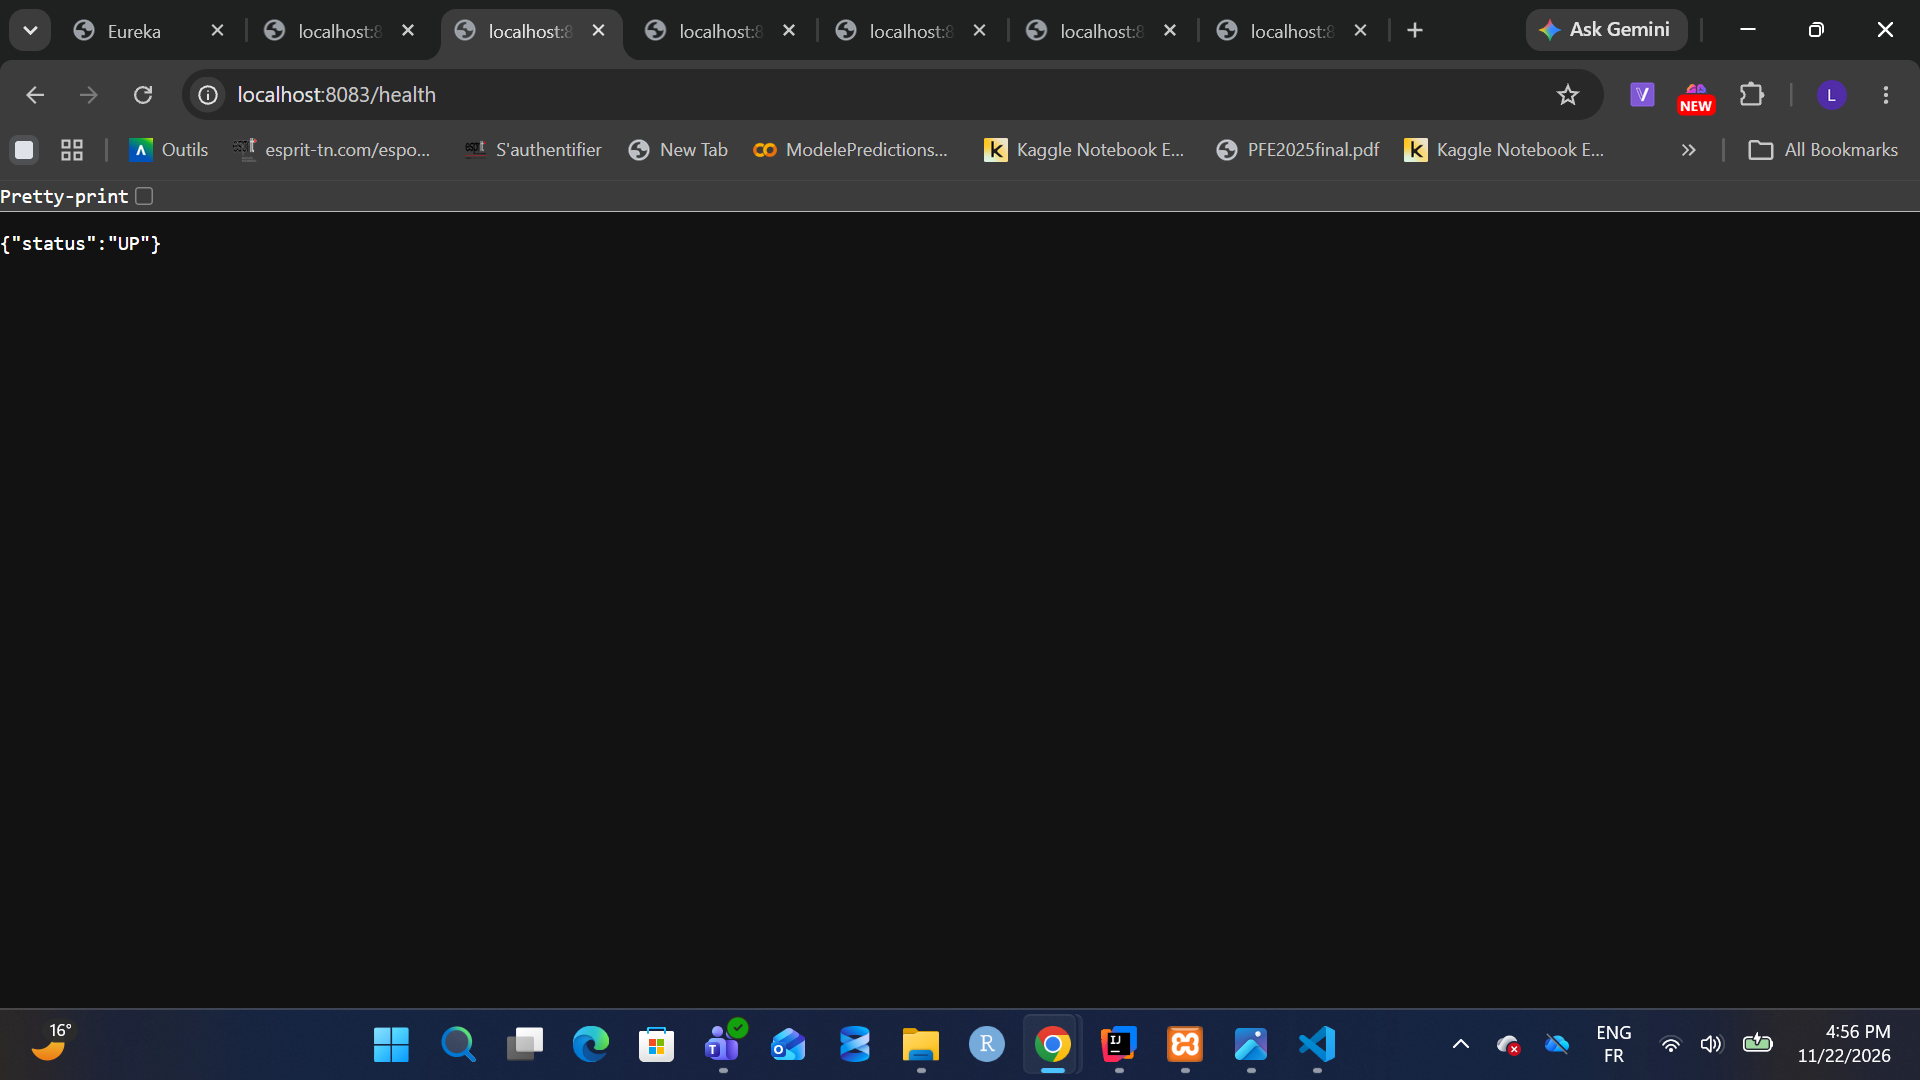 Eureka
localhost:8
localhost:8
localhost:8
localhost:8
localhost:8
localhost:8
Ask Gemini
localhost:8083/health
V
NEW
L
Outils
esprit-tn.com/espo...
S'authentifier
New Tab
ModelePredictions...
Kaggle Notebook E...
PFE2025final.pdf
Kaggle Notebook E...
All Bookmarks
Pretty-print
{"status":"UP"}
16°
ENG
FR
4:56 PM
11/22/2026